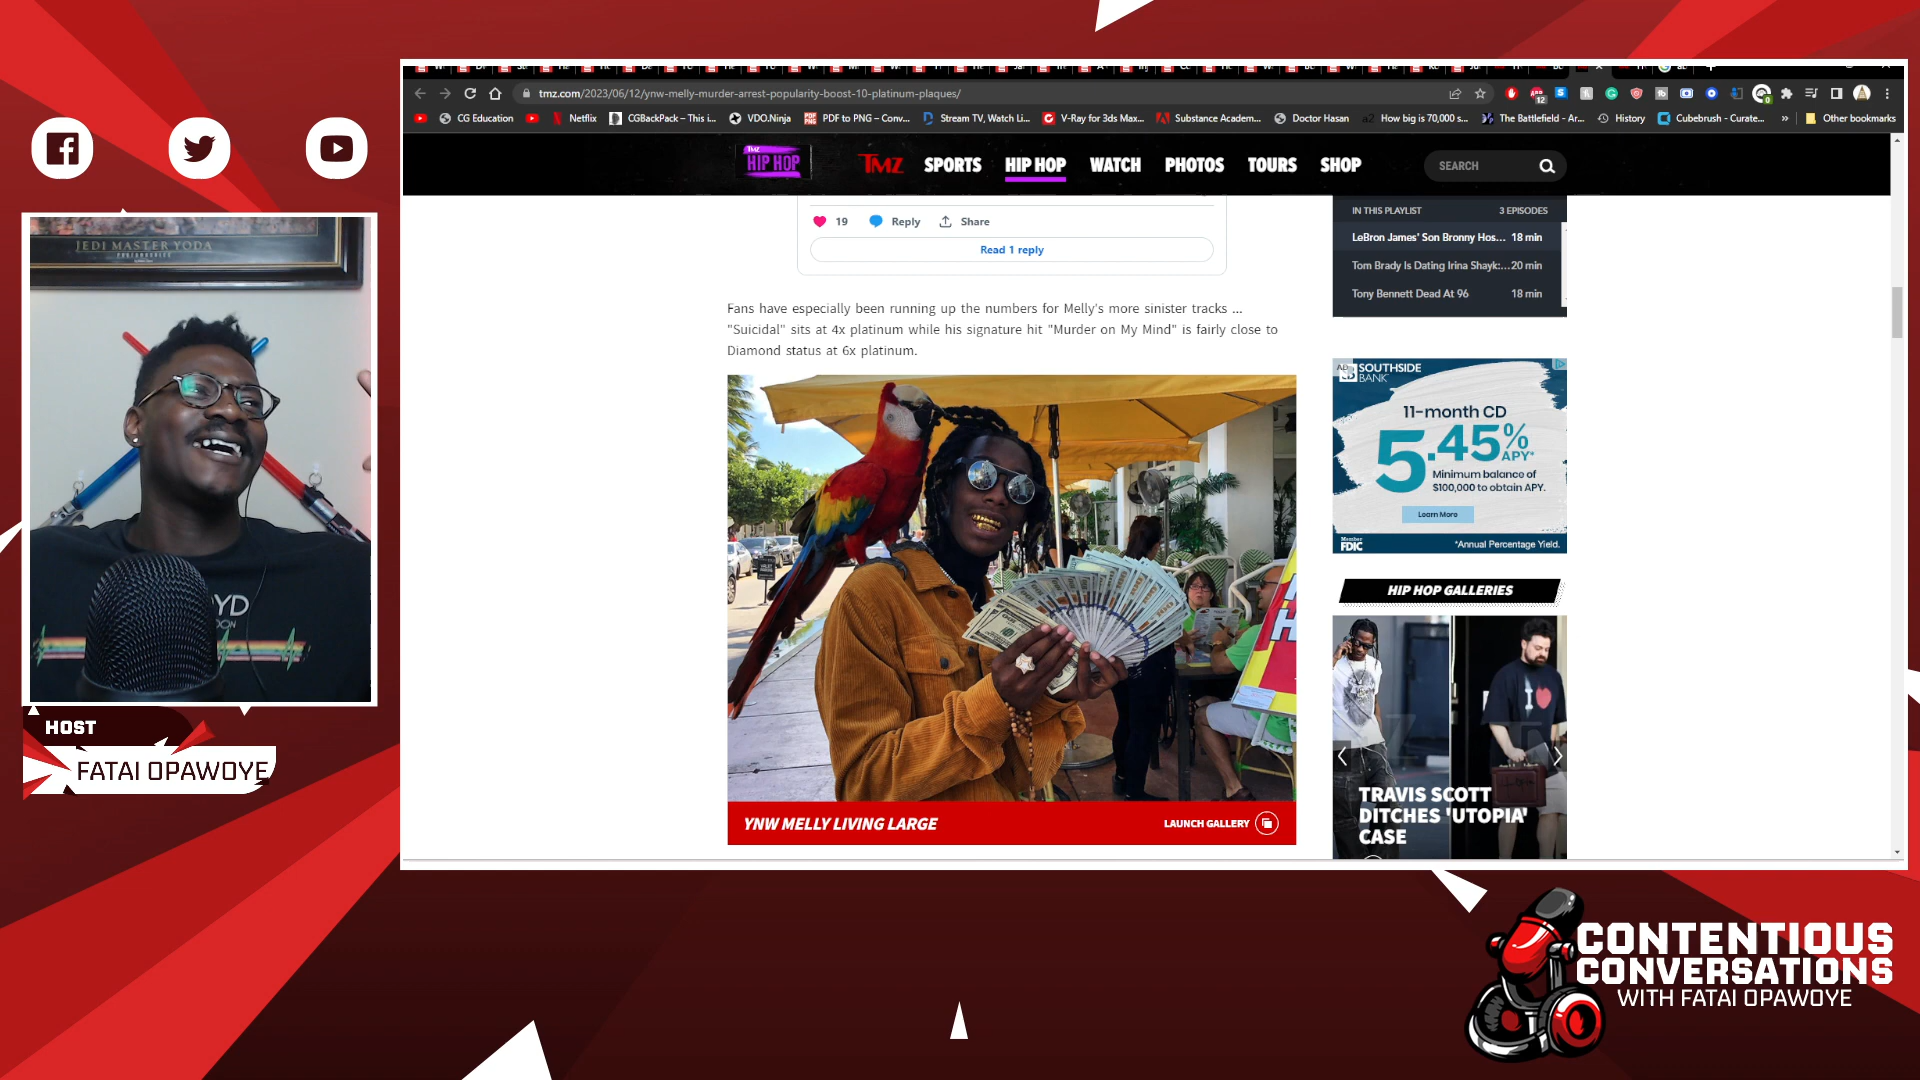 tmz.com/2023/06/12/ynw-melly-murder-arrest-popularity-boost-10-platinum-plaques/
12
0
CG Education
Netflix
CGBackPack – This i...
VDO.Ninja
PDF to PNG – Conv...
Stream TV, Watch Li...
V-Ray for 3ds Max...
Substance Academ...
Doctor Hasan
How big is 70,000 s...
The Battlefield - Ar...
History
Cubebrush - Curate...
»
Other bookmarks
TMZ
HIP HOP
TMZ
SPORTS
HIP HOP
WATCH
PHOTOS
TOURS
SHOP
SEARCH
19
Reply
Share
Read 1 reply
Fans have especially been running up the numbers for Melly's more sinister tracks ...
"Suicidal" sits at 4x platinum while his signature hit "Murder on My Mind" is fairly close to
Diamond status at 6x platinum.
YNW MELLY LIVING LARGE
LAUNCH GALLERY
IN THIS PLAYLIST
3 EPISODES
LeBron James' Son Bronny Hos... 18 min
Tom Brady Is Dating Irina Shayk:... 20 min
Tony Bennett Dead At 96 18 min
SOUTHSIDE
BANK
11-month CD
5.45%
APY*
Minimum balance of
$100,000 to obtain APY.
Learn More
Member
FDIC
*Annual Percentage Yield.
HIP HOP GALLERIES
I
TRAVIS SCOTT
DITCHES 'UTOPIA'
CASE
JEDI MASTER YODA
YD
HOST
FATAI OPAWOYE
CONTENTIOUS
CONVERSATIONS
WITH FATAI OPAWOYE